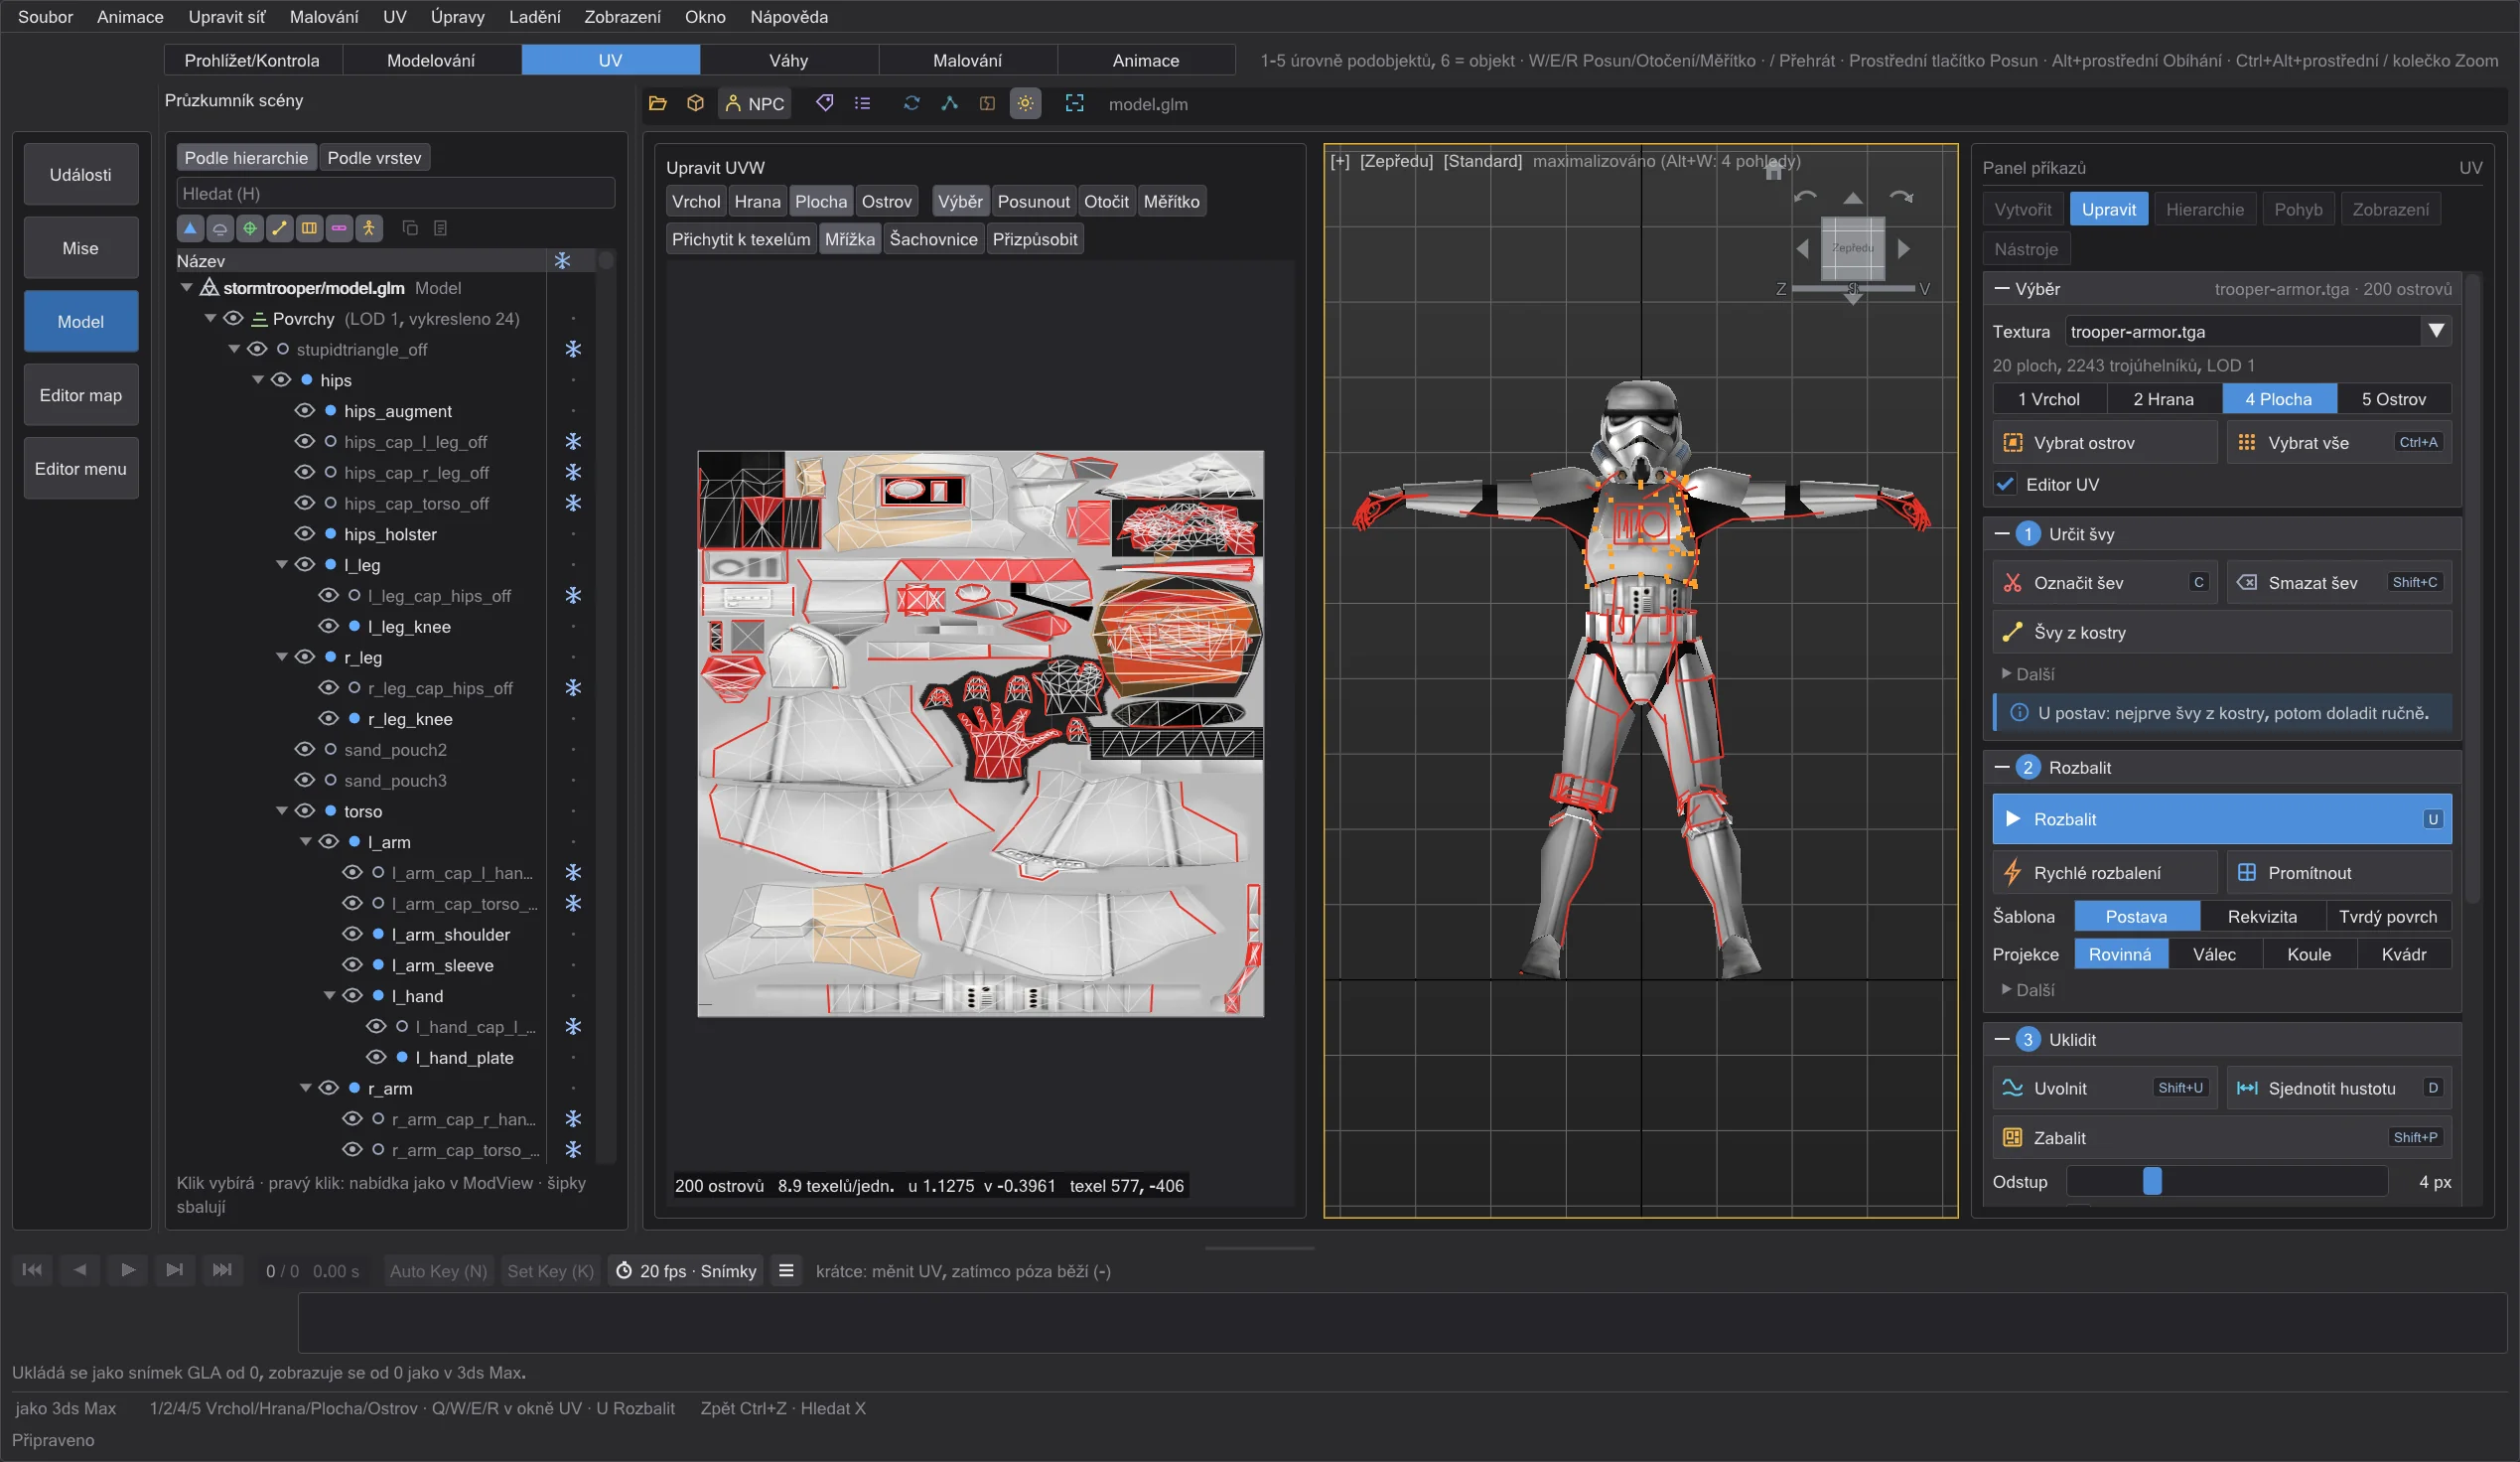 Soubor Animace Upravit síť Malování UV Úpravy Ladění Zobrazení Okno Nápověda
Prohlížet/Kontrola Modelování UV Váhy Malování Animace 1-5 úrovně podobjektů, 6 = objekt · W/E/R Posun/Otočení/Měřítko · / Přehrát · Prostřední tlačítko Posun · Alt+prostřední Obíhání · Ctrl+Alt+prostřední / kolečko Zoom
Průzkumník scény
NPC model.glm
Události
Mise
Model
Editor map
Editor menu
Podle hierarchie Podle vrstev
Hledat (H)
Název
stormtrooper/model.glm Model
Povrchy (LOD 1, vykresleno 24)
stupidtriangle_off
hips
hips_augment
hips_cap_l_leg_off
hips_cap_r_leg_off
hips_cap_torso_off
hips_holster
l_leg
l_leg_cap_hips_off
l_leg_knee
r_leg
r_leg_cap_hips_off
r_leg_knee
sand_pouch2
sand_pouch3
torso
l_arm
l_arm_cap_l_han...
l_arm_cap_torso_...
l_arm_shoulder
l_arm_sleeve
l_hand
l_hand_cap_l_...
l_hand_plate
r_arm
r_arm_cap_r_han...
r_arm_cap_torso_...
Klik vybírá · pravý klik: nabídka jako v ModView · šipky
sbalují
Upravit UVW
Vrchol Hrana Plocha Ostrov Výběr Posunout Otočit Měřítko
Přichytit k texelům Mřížka Šachovnice Přizpůsobit
200 ostrovů 8.9 texelů/jedn. u 1.1275 v -0.3961 texel 577, -406
[+] [Zepředu] [Standard] maximalizováno (Alt+W: 4 pohledy)
Zepředu
Z S V
Panel příkazů UV
Vytvořit Upravit Hierarchie Pohyb Zobrazení
Nástroje
Výběr trooper-armor.tga · 200 ostrovů
Textura trooper-armor.tga
20 ploch, 2243 trojúhelníků, LOD 1
1 Vrchol 2 Hrana 4 Plocha 5 Ostrov
Vybrat ostrov Vybrat vše Ctrl+A
Editor UV
1 Určit švy
Označit šev C Smazat šev Shift+C
Švy z kostry
Další
U postav: nejprve švy z kostry, potom doladit ručně.
2 Rozbalit
Rozbalit U
Rychlé rozbalení Promítnout
Šablona Postava Rekvizita Tvrdý povrch
Projekce Rovinná Válec Koule Kvádr
Další
3 Uklidit
Uvolnit Shift+U Sjednotit hustotu D
Zabalit Shift+P
Odstup 4 px
0 / 0 0.00 s Auto Key (N) Set Key (K) 20 fps · Snímky krátce: měnit UV, zatímco póza běží (-)
Ukládá se jako snímek GLA od 0, zobrazuje se od 0 jako v 3ds Max.
jako 3ds Max 1/2/4/5 Vrchol/Hrana/Plocha/Ostrov · Q/W/E/R v okně UV · U Rozbalit Zpět Ctrl+Z · Hledat X
Připraveno